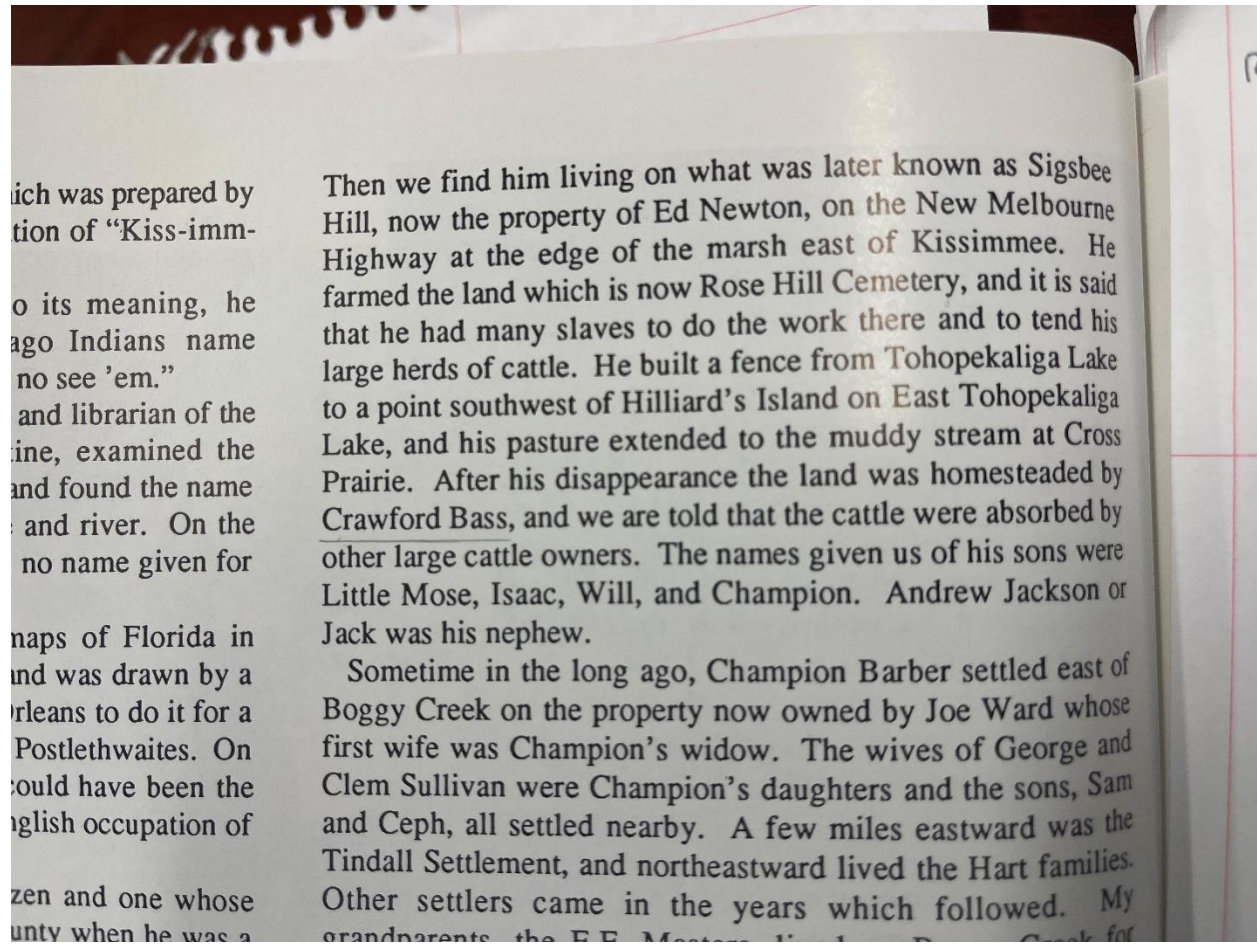 was prepared by
of “Kiss-imm-
its meaning, he
Indians name
no see ’em.”
and librarian of the
examined the
and found the name
and river. On the
no name given for
maps of Florida in
and was drawn by a
to do it for a
Postlethwaites. On
could have been the
occupation of
and one whose
when he was a
Then we find him living on what was later known as Sigsbee
Hill, now the property of Ed Newton, on the New Melbourne
Highway at the edge of the marsh east of Kissimmee. He
farmed the land which is now Rose Hill Cemetery, and it is said
that he had many slaves to do the work there and to tend his
large herds of cattle. He built a fence from Tohopekaliga Lake
to a point southwest of Hilliard’s Island on East Tohopekaliga
Lake, and his pasture extended to the muddy stream at Cross
Prairie. After his disappearance the land was homesteaded by
Crawford Bass, and we are told that the cattle were absorbed by
other large cattle owners. The names given us of his sons were
Little Mose, Isaac, Will, and Champion. Andrew Jackson or
Jack was his nephew.
Sometime in the long ago, Champion Barber settled east of
Boggy Creek on the property now owned by Joe Ward whose
first wife was Champion’s widow. The wives of George and
Clem Sullivan were Champion’s daughters and the sons, Sam
and Ceph, all settled nearby. A few miles eastward was the
Tindall Settlement, and northeastward lived the Hart families.
Other settlers came in the years which followed. My
grandparents, the E.E.